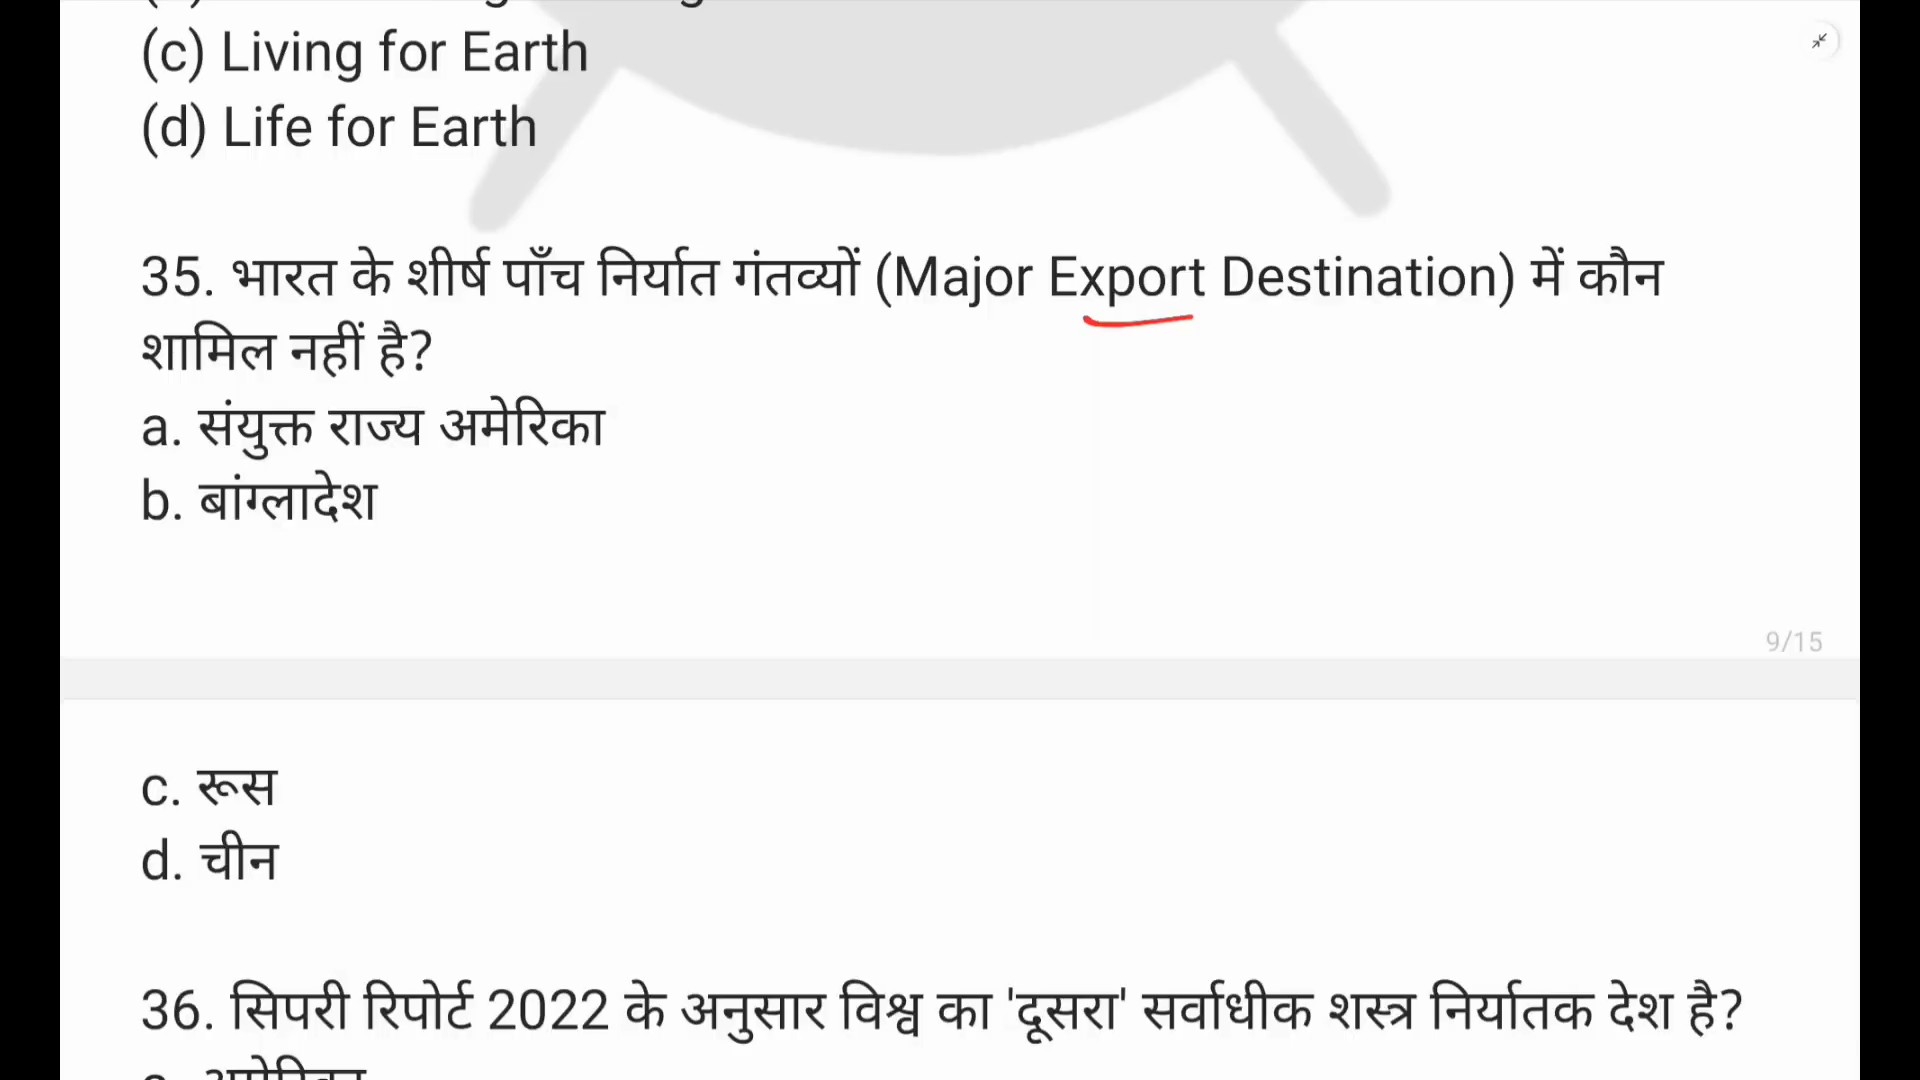 (c) Living for Earth
(d) Life for Earth
35. भारत के शीर्ष पाँच निर्यात गंतव्यों (Major Export Destination) में कौन
शामिल नहीं है?
a. संयुक्त राज्य अमेरिका
b. बांग्लादेश
9/15
c. रूस
d. चीन
36. सिपरी रिपोर्ट 2022 के अनुसार विश्व का 'दूसरा' सर्वाधीक शस्त्र निर्यातक देश है?